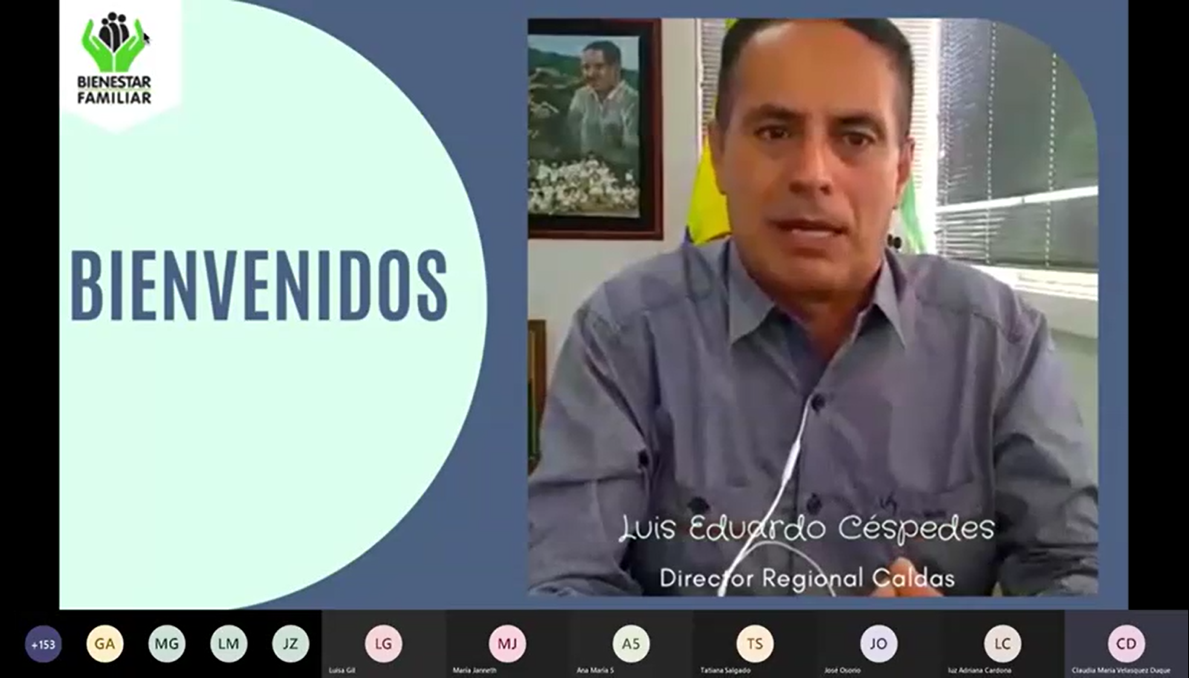 BIENESTAR
FAMILIAR
BIENVENIDOS
Luis Eduardo Céspedes
Director Regional Caldas
+153
GA
MG
LM
JZ
LG
MJ
A5
TS
JO
LC
CD
Luisa Gil
María Janneth
Ana María S
Tatiana Salgado
José Osorio
luz Adriana Cardona
Claudia Maria Velasquez Duque